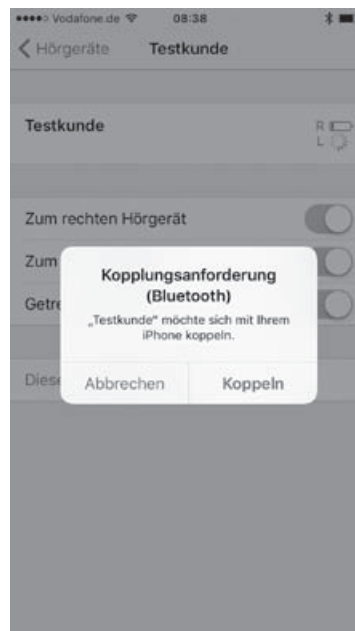 Vodafone.de 08:38
Hörgeräte Testkunde
Testkunde
R
L
Zum rechten Hörgerät
Zum
Getre
Kopplungsanforderung
(Bluetooth)
„Testkunde“ möchte sich mit Ihrem
iPhone koppeln.
Diese
Abbrechen Koppeln